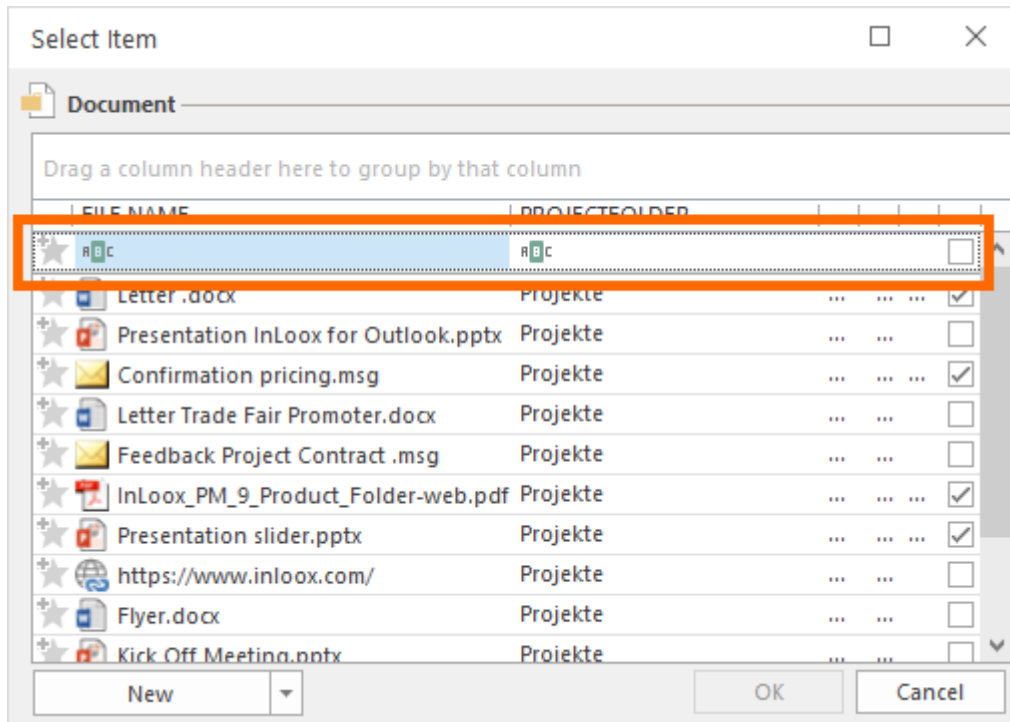 Select Item
Document
Drag a column header here to group by that column
FILE NAME PROJECTFOLDER
ABC ABC
Letter .docx Projekte ... ... ...
Presentation InLoox for Outlook.pptx Projekte ... ...
Confirmation pricing.msg Projekte ... ... ...
Letter Trade Fair Promoter.docx Projekte ... ...
Feedback Project Contract .msg Projekte ... ...
InLoox_PM_9_Product_Folder-web.pdf Projekte ... ... ...
Presentation slider.pptx Projekte ... ... ...
https://www.inloox.com/ Projekte ... ...
Flyer.docx Projekte ... ...
Kick Off Meeting.pptx Projekte ... ...
New OK Cancel